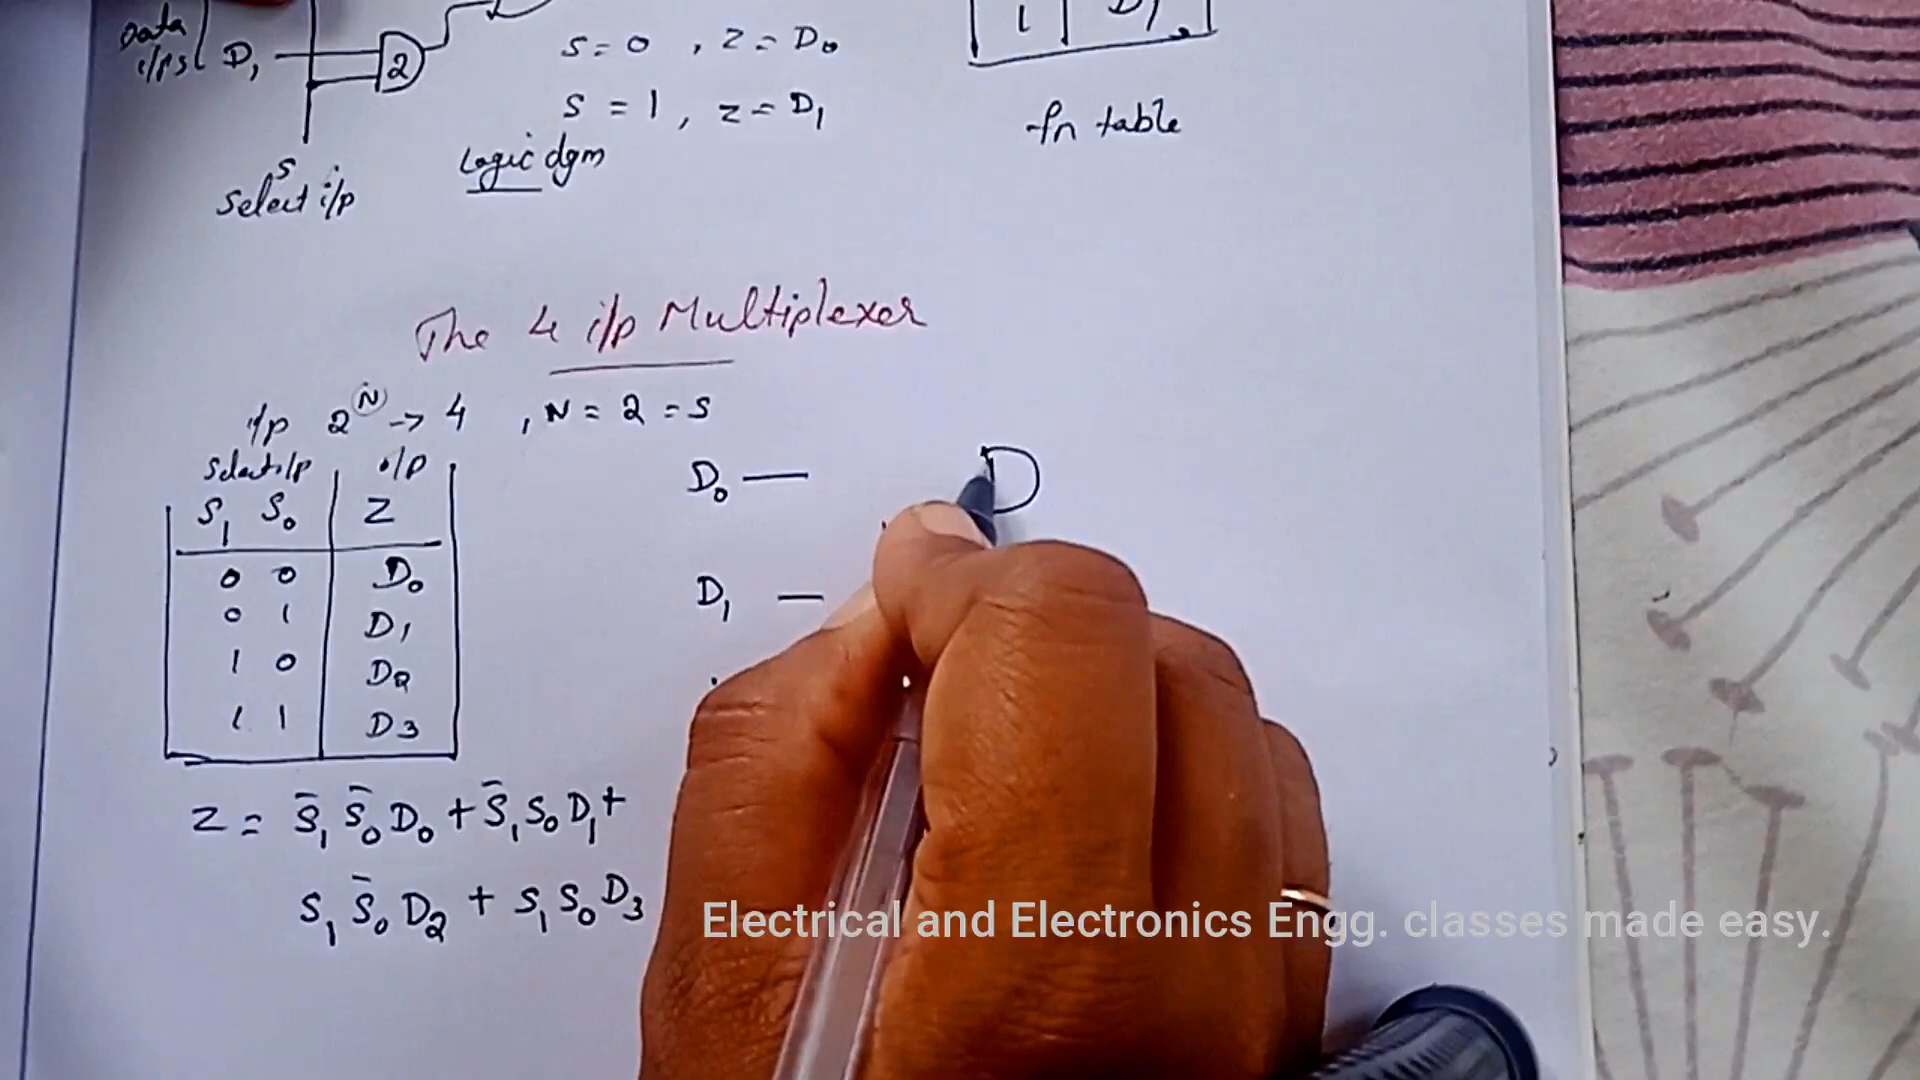 Data
i/ps D1 2
S = 0 , Z = D0
S = 1 , Z = D1
1 D1
fn table
Logic dgm
S
Select i/p
The 4 i/p Multiplexer
i/p 2^N -> 4 , N = 2 = S
Select i/p o/p
S1 S0 Z
0 0 D0
0 1 D1
1 0 D2
1 1 D3
D0
D1
Z = S̄1 S̄0 D0 + S̄1 S0 D1 +
S1 S̄0 D2 + S1 S0 D3
Electrical and Electronics Engg. classes made easy.